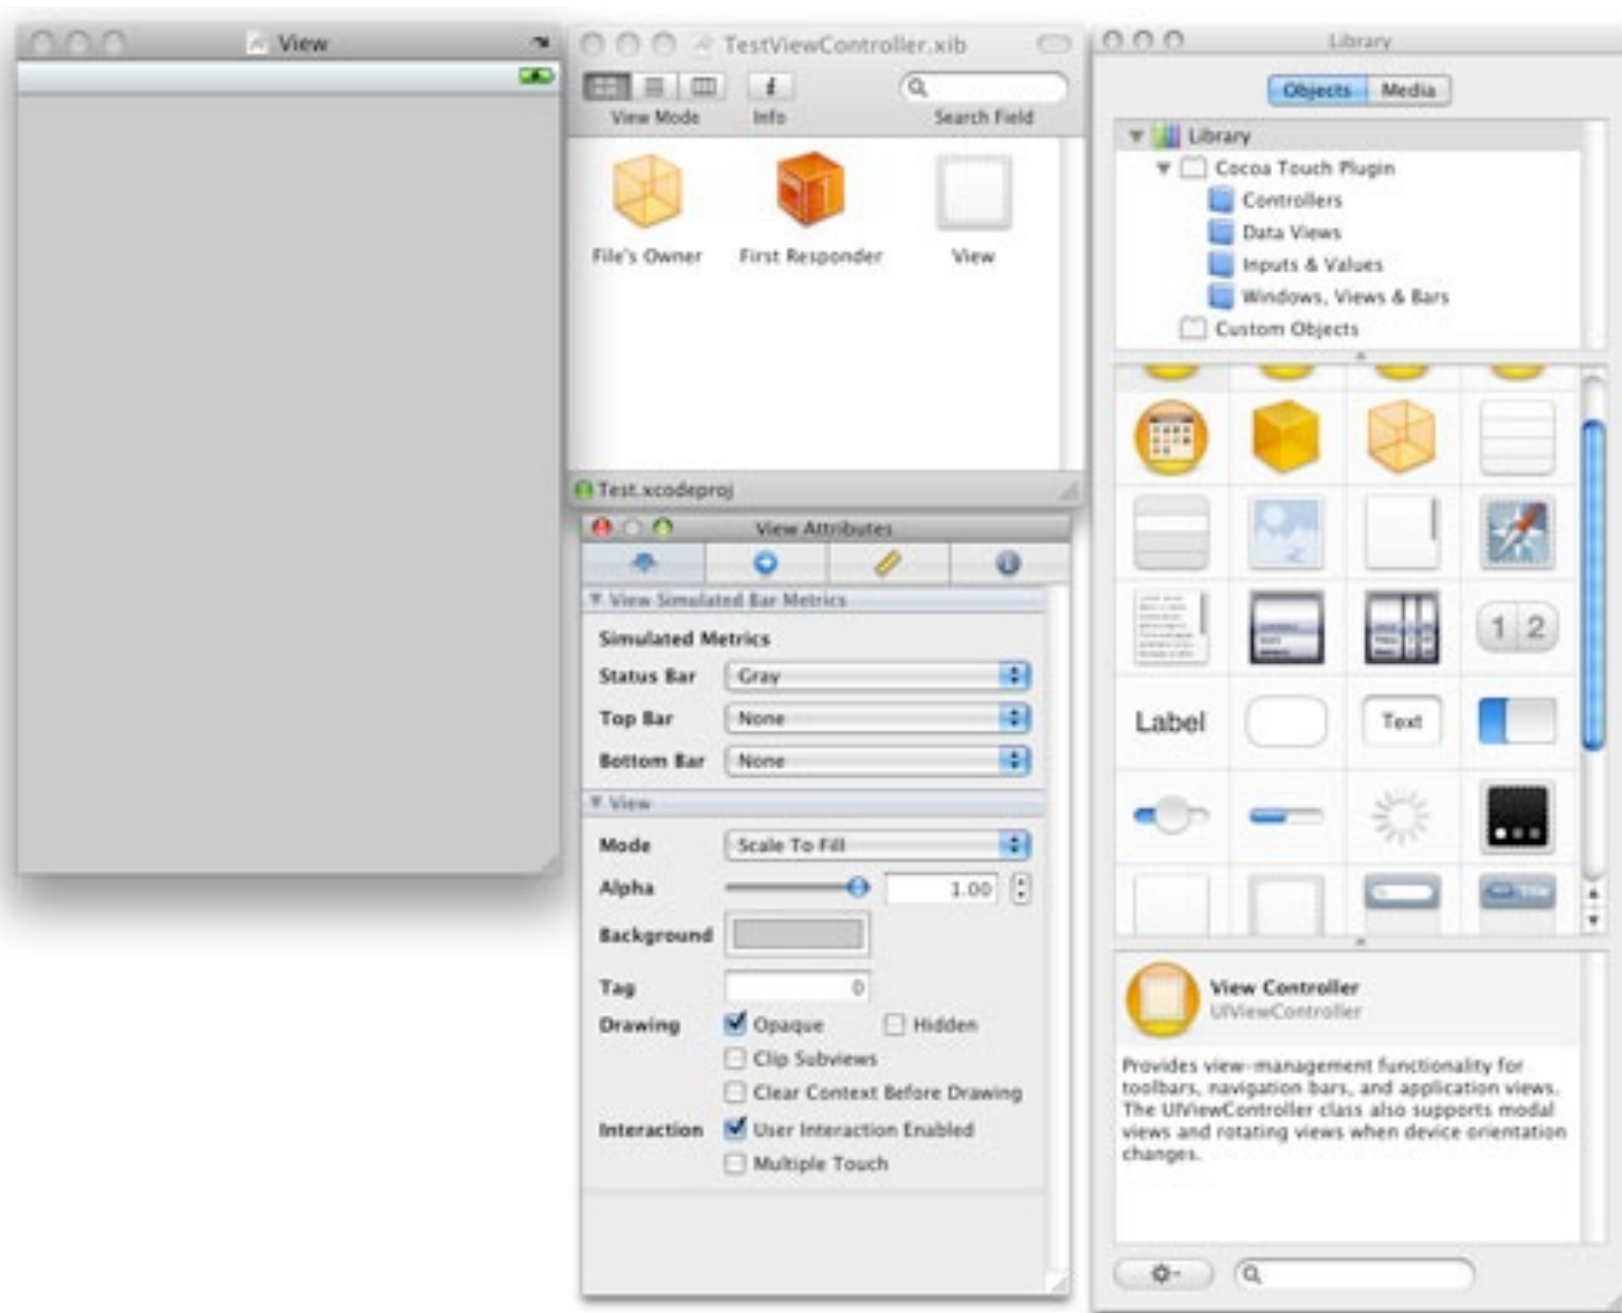 View
TestViewController.xib
View Mode
Info
Search Field
File's Owner
First Responder
View
Test.xcodeproj
View Attributes
View Simulated Bar Metrics
Simulated Metrics
Status Bar
Gray
Top Bar
None
Bottom Bar
None
View
Mode
Scale To Fill
Alpha
1.00
Background
Tag
0
Drawing
Opaque
Hidden
Clip Subviews
Clear Context Before Drawing
Interaction
User Interaction Enabled
Multiple Touch
Library
Objects
Media
Library
Cocoa Touch Plugin
Controllers
Data Views
Inputs & Values
Windows, Views & Bars
Custom Objects
1 2
Label
Text
Title
View Controller
UIViewController
Provides view-management functionality for
toolbars, navigation bars, and application views.
The UIViewController class also supports modal
views and rotating views when device orientation
changes.